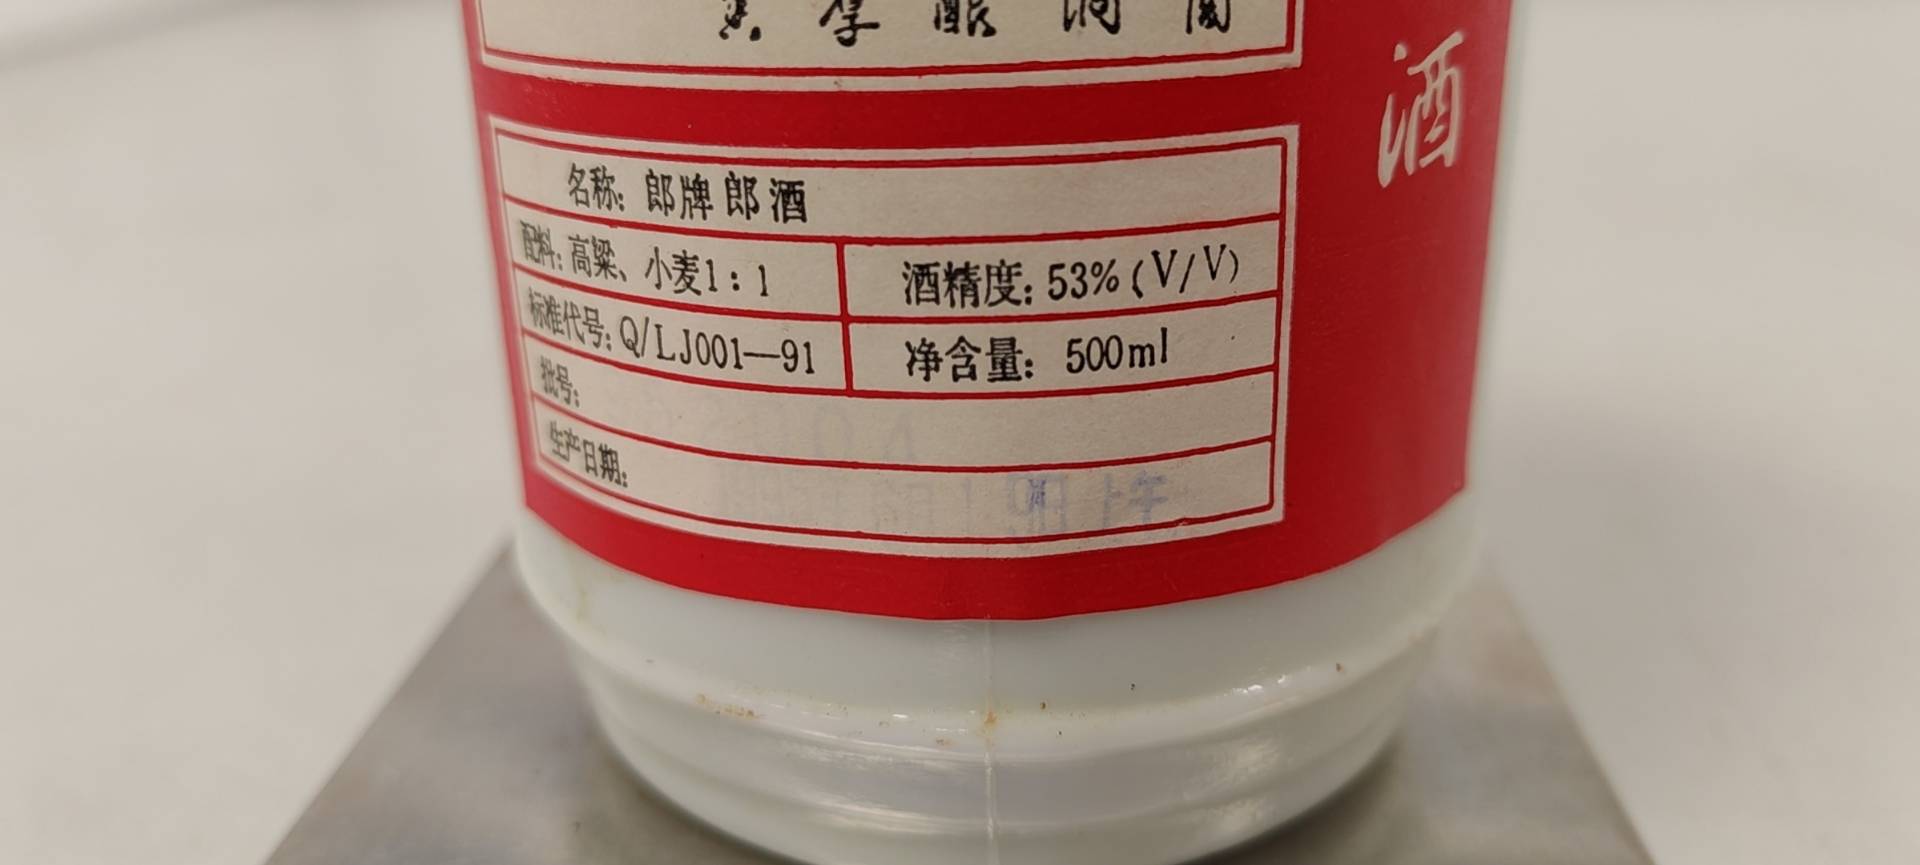 酒
名称：郎牌郎酒
配料：高粱、小麦1：1
酒精度：53%(V/V)
标准代号：Q/LJ001—91
净含量：500ml
批号：
生产日期：